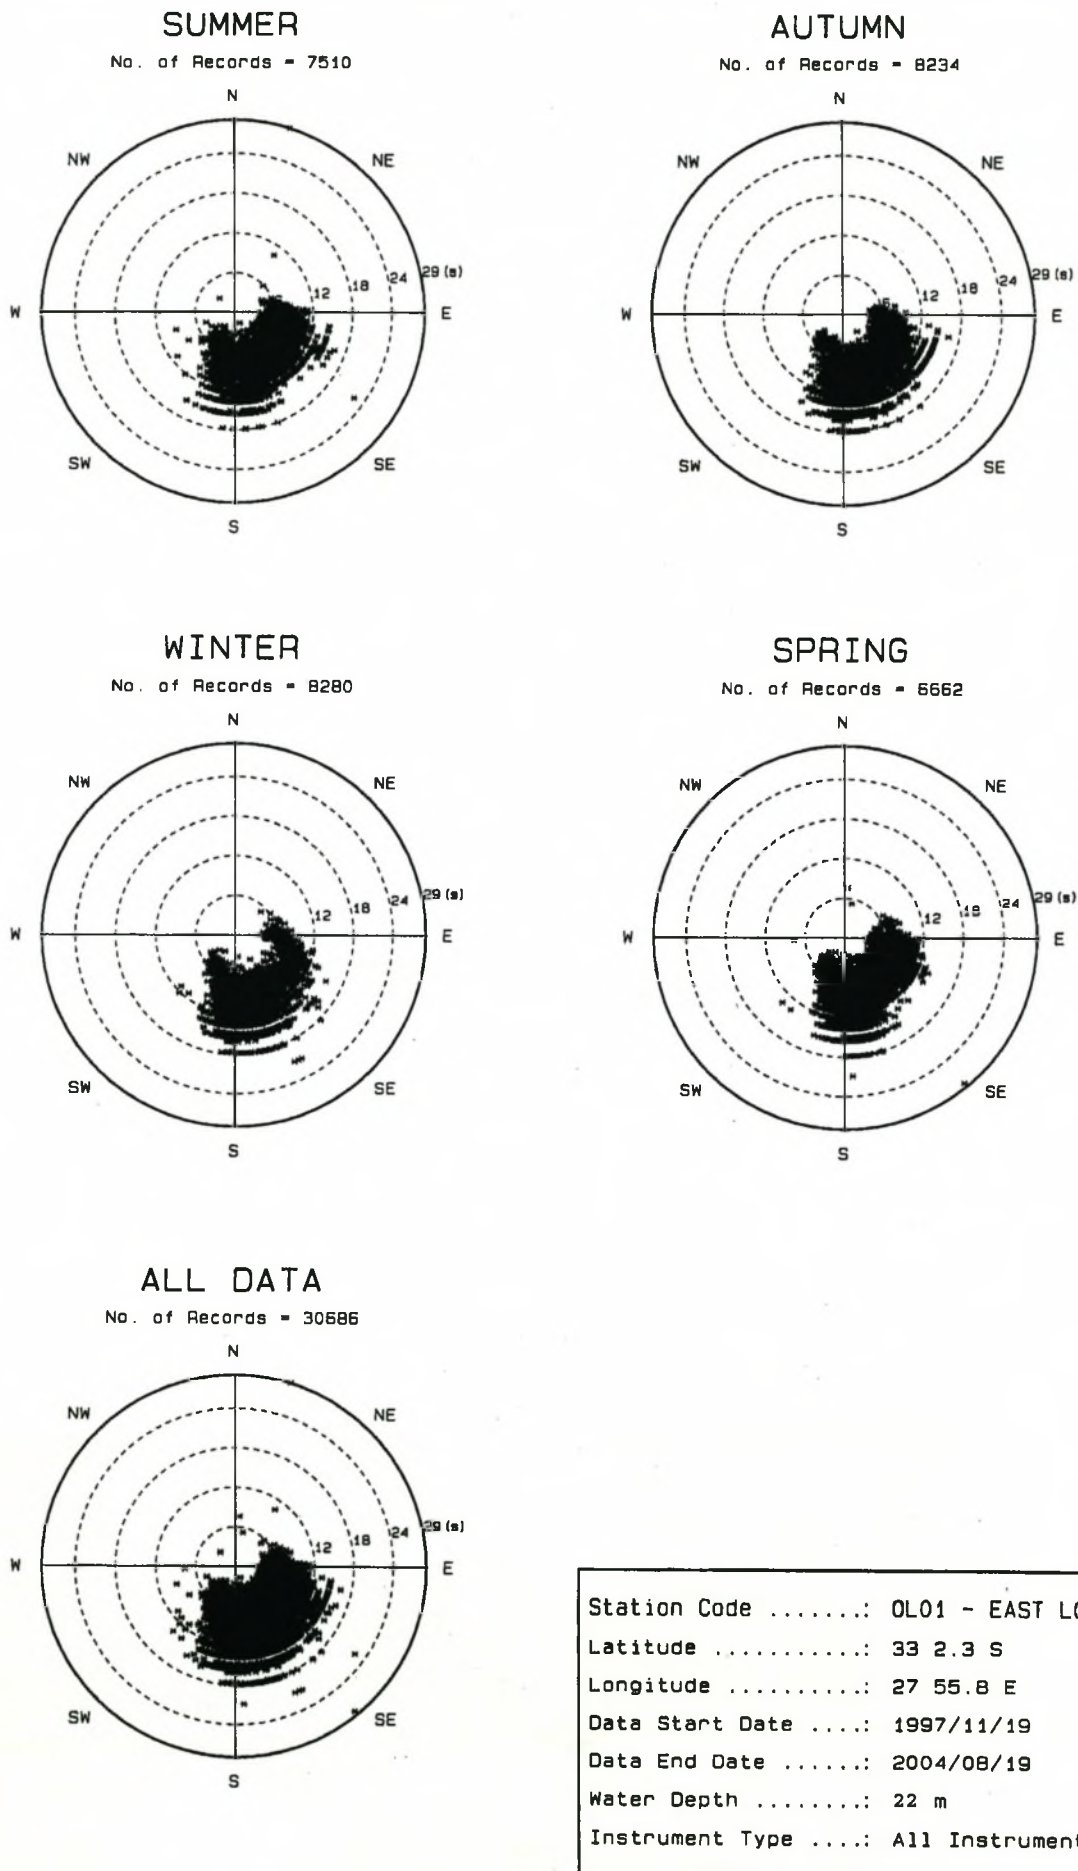 SUMMER
No. of Records = 7510
N
NW
NE
12
18
24
29 (s)
W
E
SW
SE
S
AUTUMN
No. of Records = 8234
N
NW
NE
6
12
18
24
29 (s)
W
E
SW
SE
S
WINTER
No. of Records = 8280
N
NW
NE
12
18
24
29 (s)
W
E
SW
SE
S
SPRING
No. of Records = 6662
N
NW
NE
12
18
24
29 (s)
W
E
SW
SE
S
ALL DATA
No. of Records = 30686
N
NW
NE
12
18
24
29 (s)
W
E
SW
SE
S
Station Code .......: OL01 - EAST LO
Latitude ...........: 33 2.3 S
Longitude ..........: 27 55.8 E
Data Start Date ....: 1997/11/19
Data End Date ......: 2004/08/19
Water Depth ........: 22 m
Instrument Type ....: All Instrument